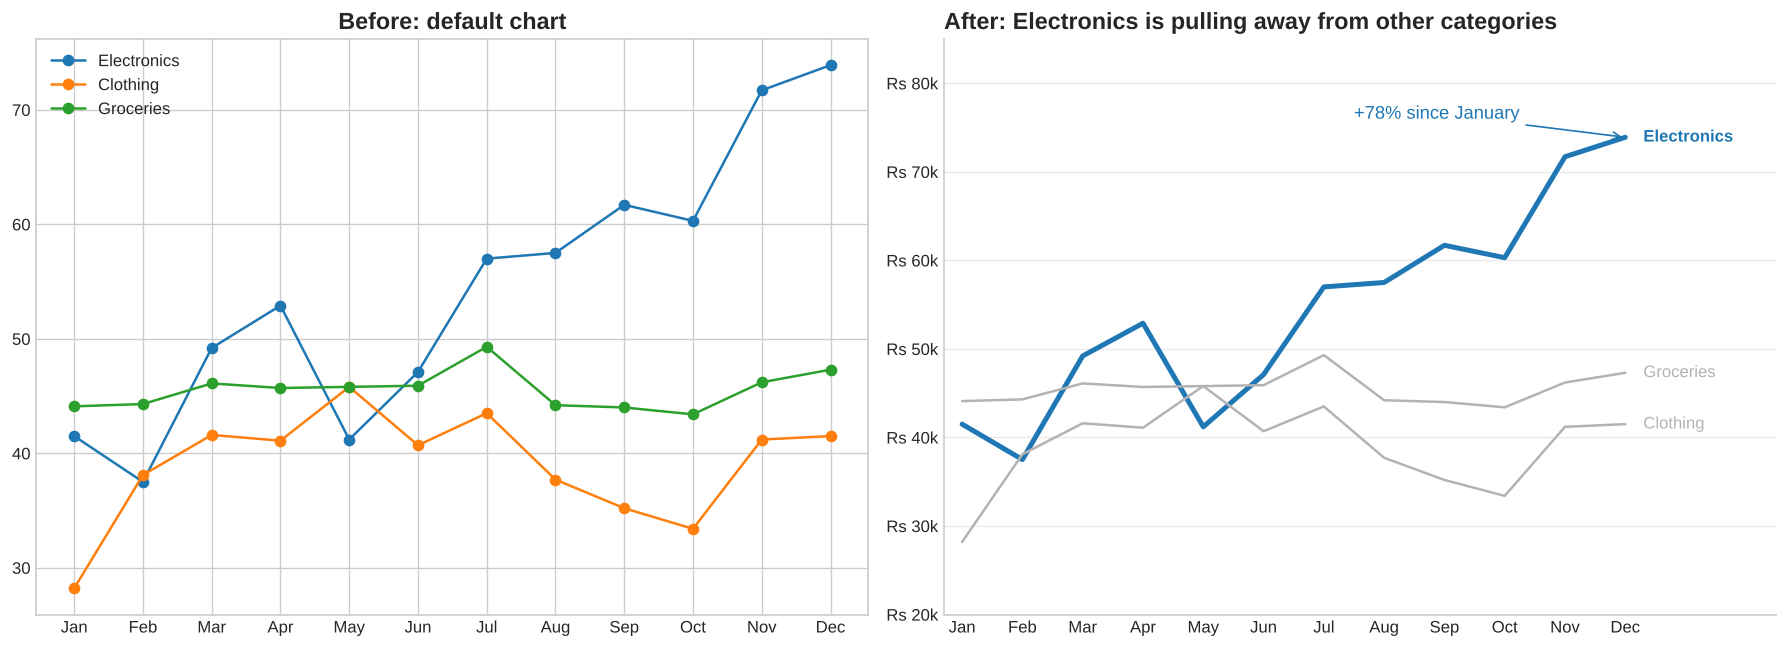 Before: default chart
Electronics
Clothing
Groceries
70
60
50
40
30
Jan Feb Mar Apr May Jun Jul Aug Sep Oct Nov Dec
After: Electronics is pulling away from other categories
Rs 80k
+78% since January
Electronics
Rs 70k
Rs 60k
Rs 50k
Groceries
Clothing
Rs 40k
Rs 30k
Rs 20k
Jan Feb Mar Apr May Jun Jul Aug Sep Oct Nov Dec